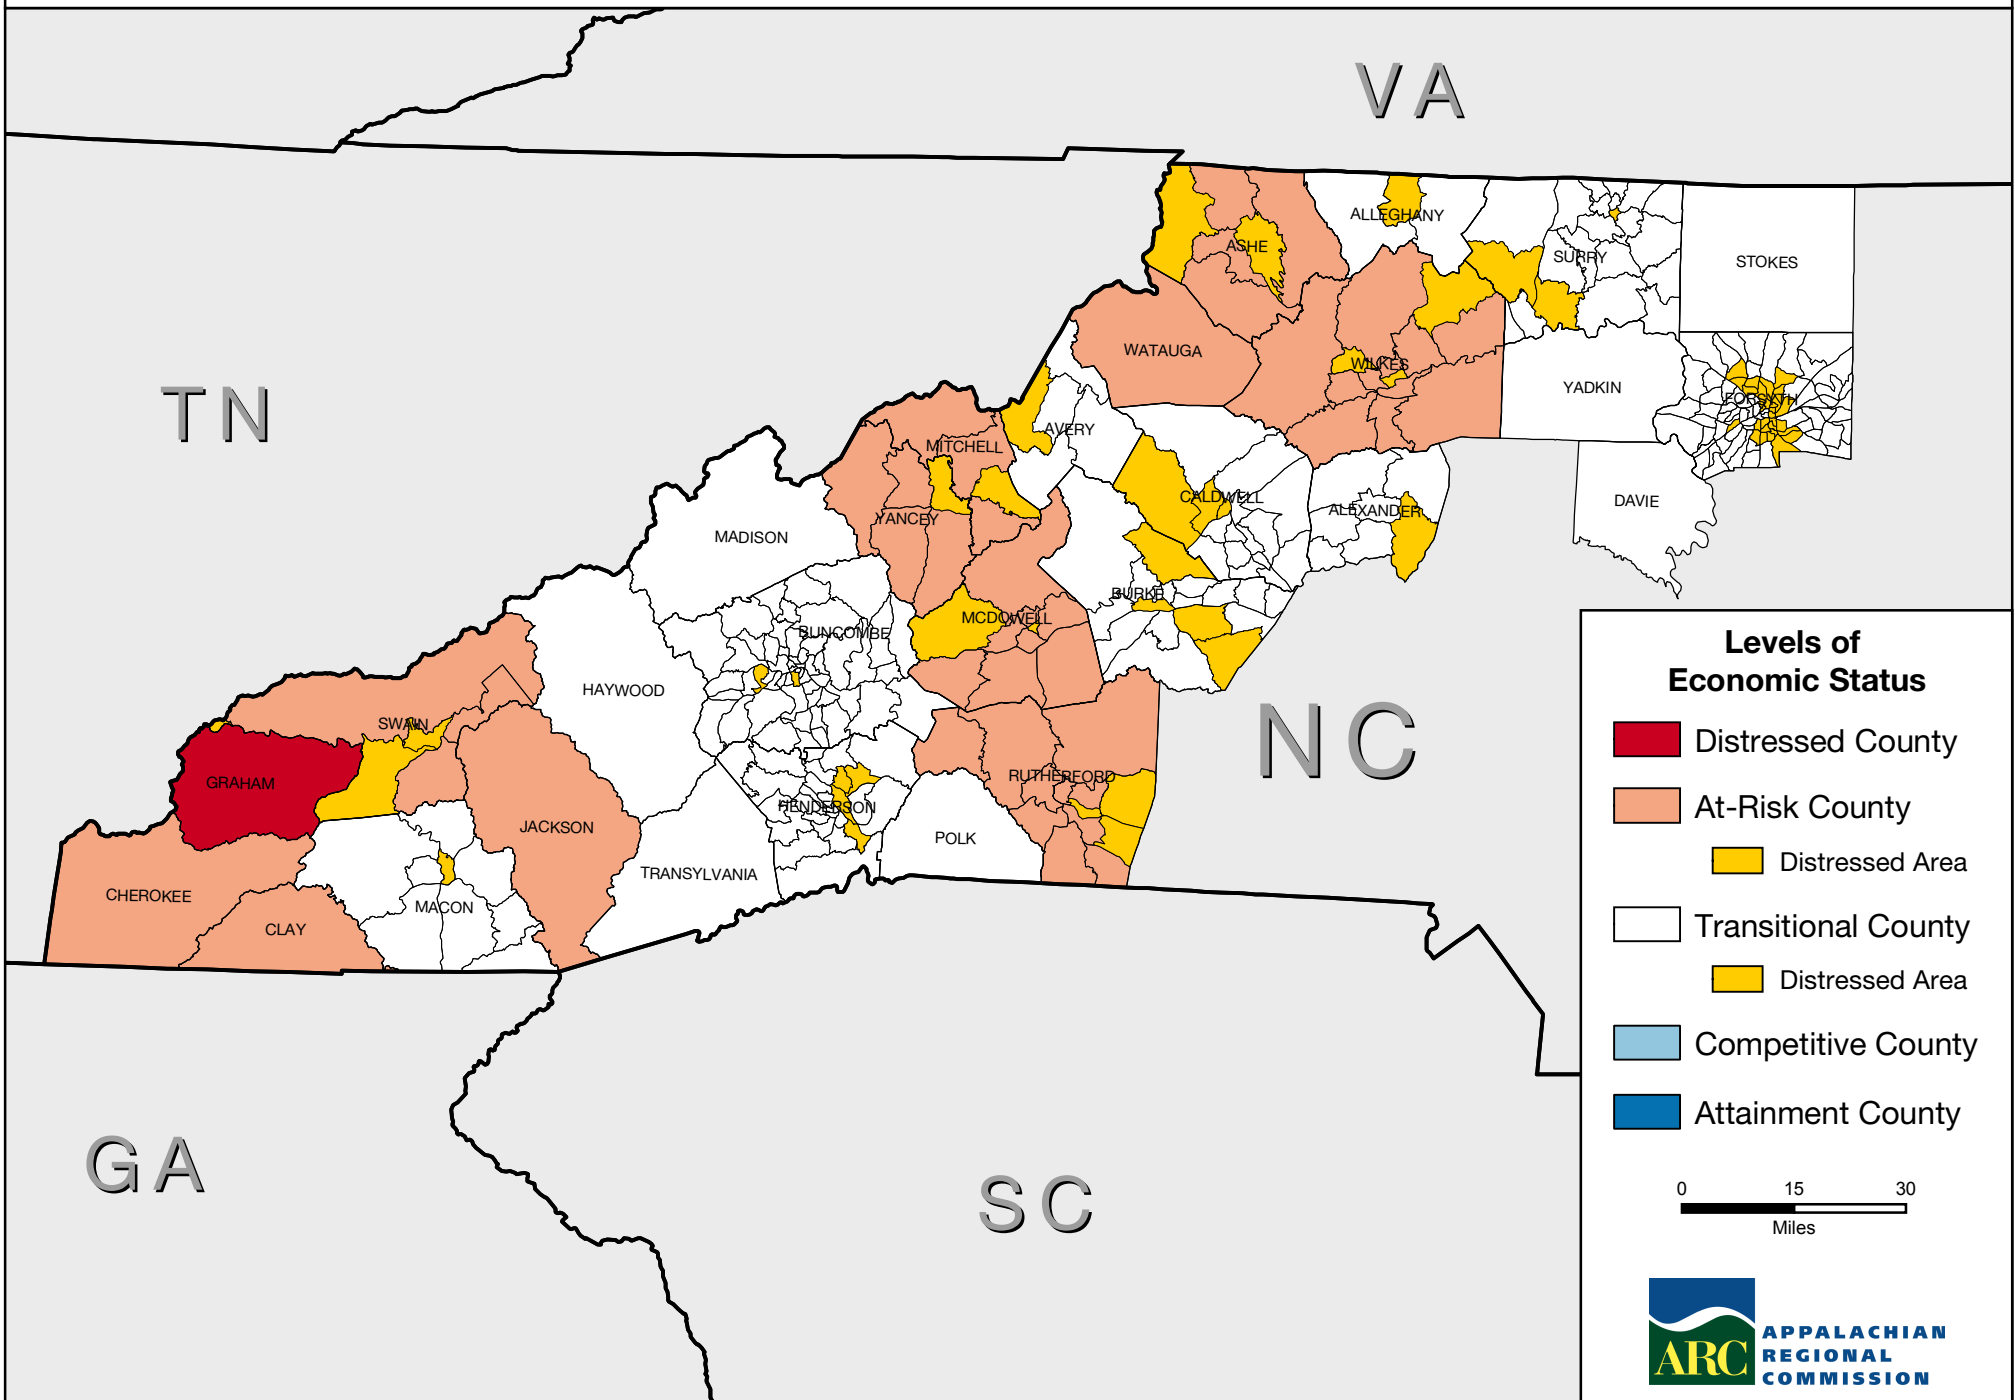 VA
TN
NC
GA
SC
ALLEGHANY
ASHE
SURRY
STOKES
WATAUGA
WILKES
YADKIN
FORSYTH
AVERY
MITCHELL
CALDWELL
ALEXANDER
DAVIE
YANCEY
MADISON
BURKE
MCDOWELL
BUNCOMBE
HAYWOOD
SWAIN
GRAHAM
RUTHERFORD
HENDERSON
JACKSON
POLK
TRANSYLVANIA
CHEROKEE
MACON
CLAY
Levels of
Economic Status
Distressed County
At-Risk County
Distressed Area
Transitional County
Distressed Area
Competitive County
Attainment County
0 15 30
Miles
ARC
APPALACHIAN
REGIONAL
COMMISSION